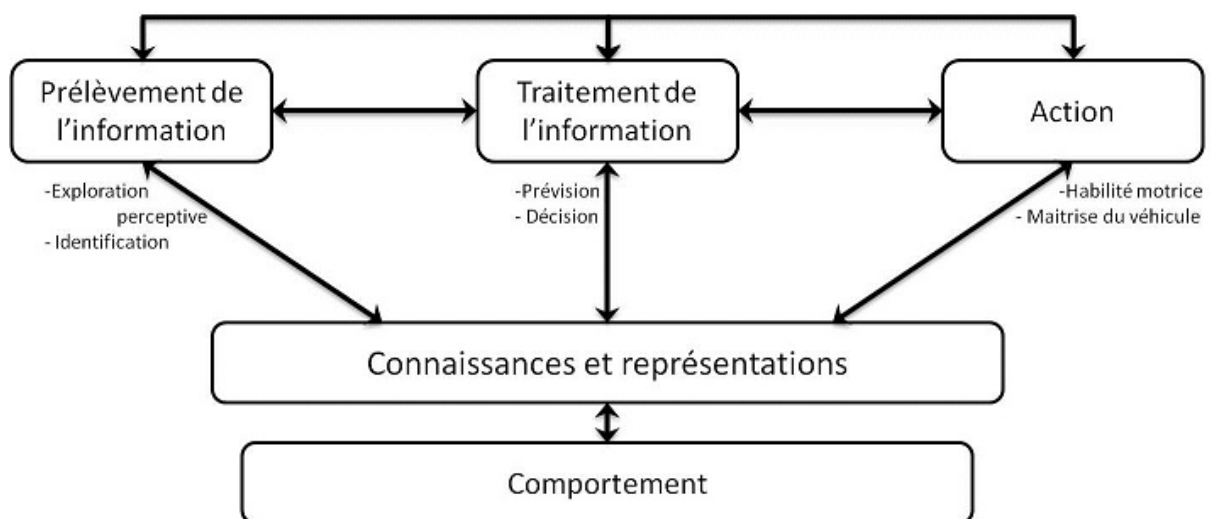 Prélèvement de
l'information
Traitement de
l'information
Action
-Exploration
perceptive
- Identification
-Prévision
- Décision
-Habilité motrice
- Maitrise du véhicule
Connaissances et représentations
Comportement